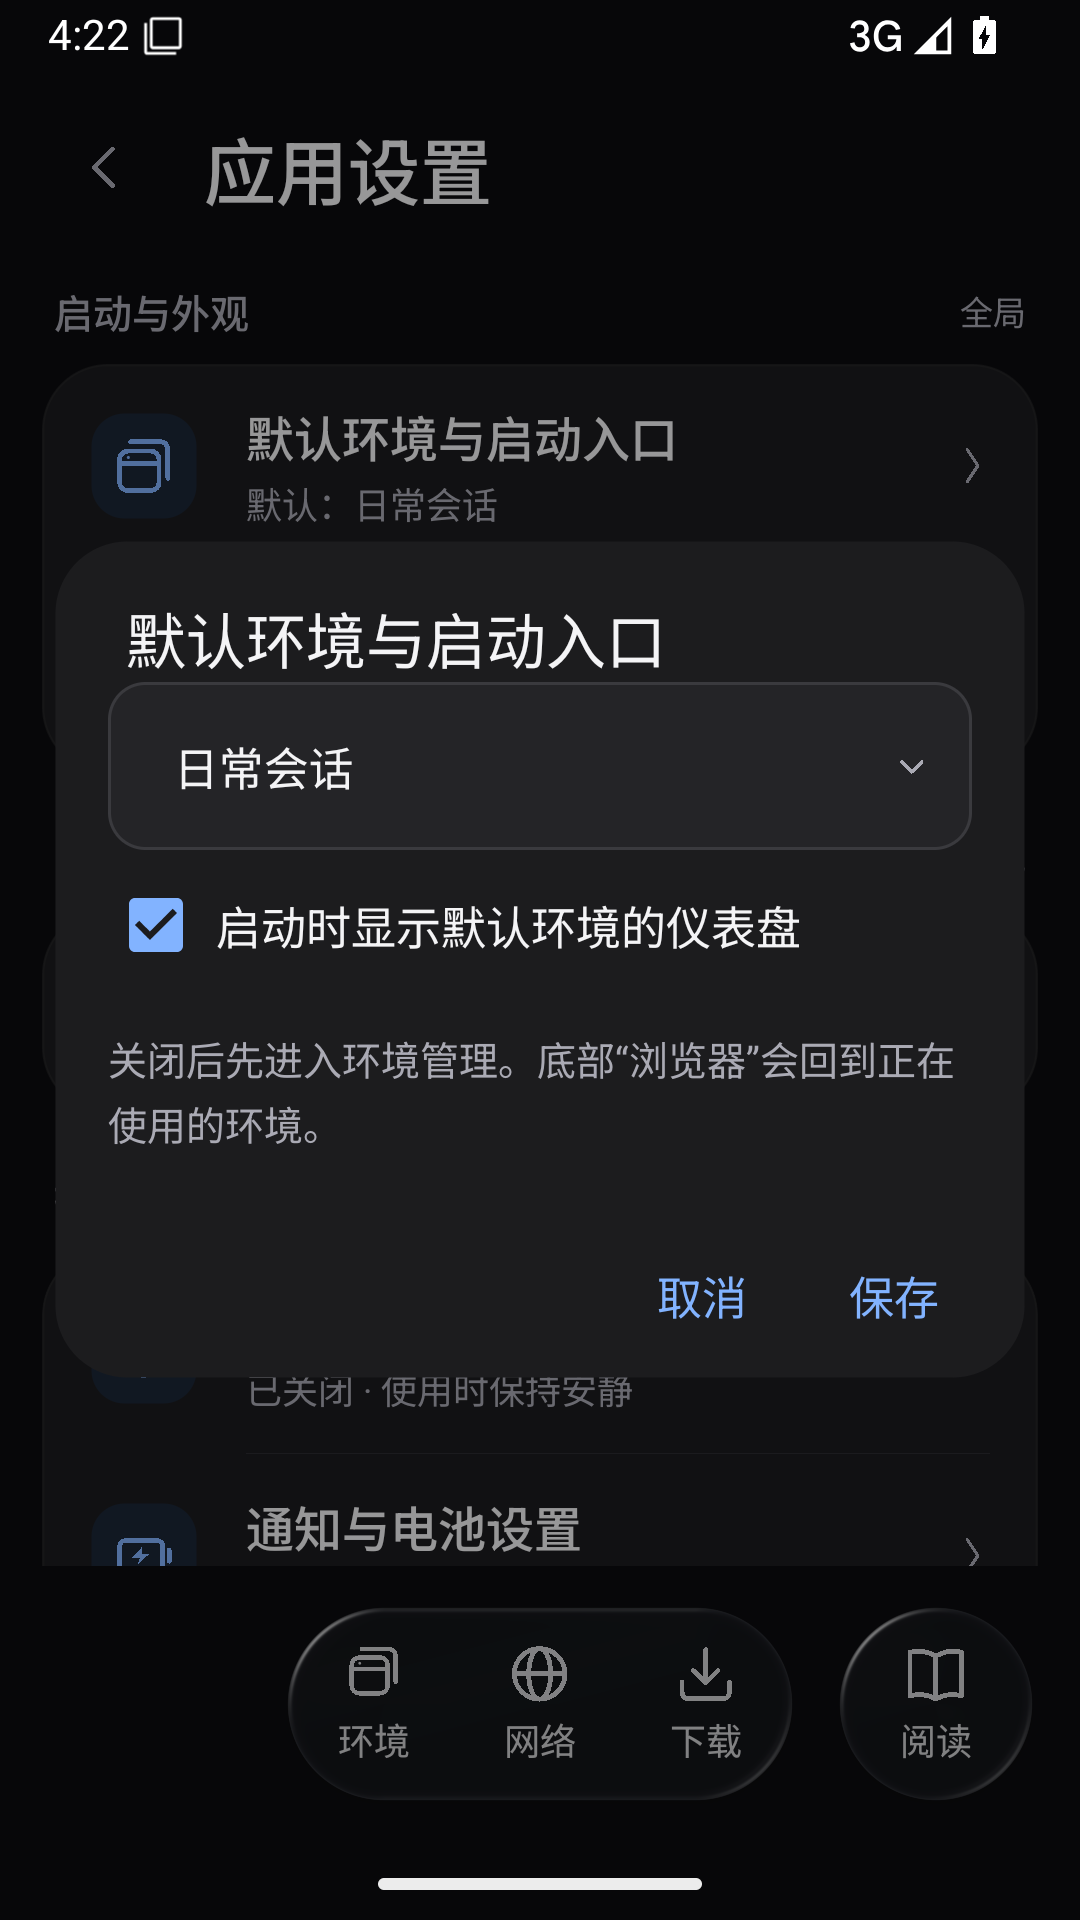 4:22
3G
应用设置
启动与外观
全局
默认环境与启动入口
默认：日常会话
默认环境与启动入口
日常会话
启动时显示默认环境的仪表盘
关闭后先进入环境管理。底部“浏览器”会回到正在
使用的环境。
取消
保存
已关闭 · 使用时保持安静
通知与电池设置
环境
网络
下载
阅读